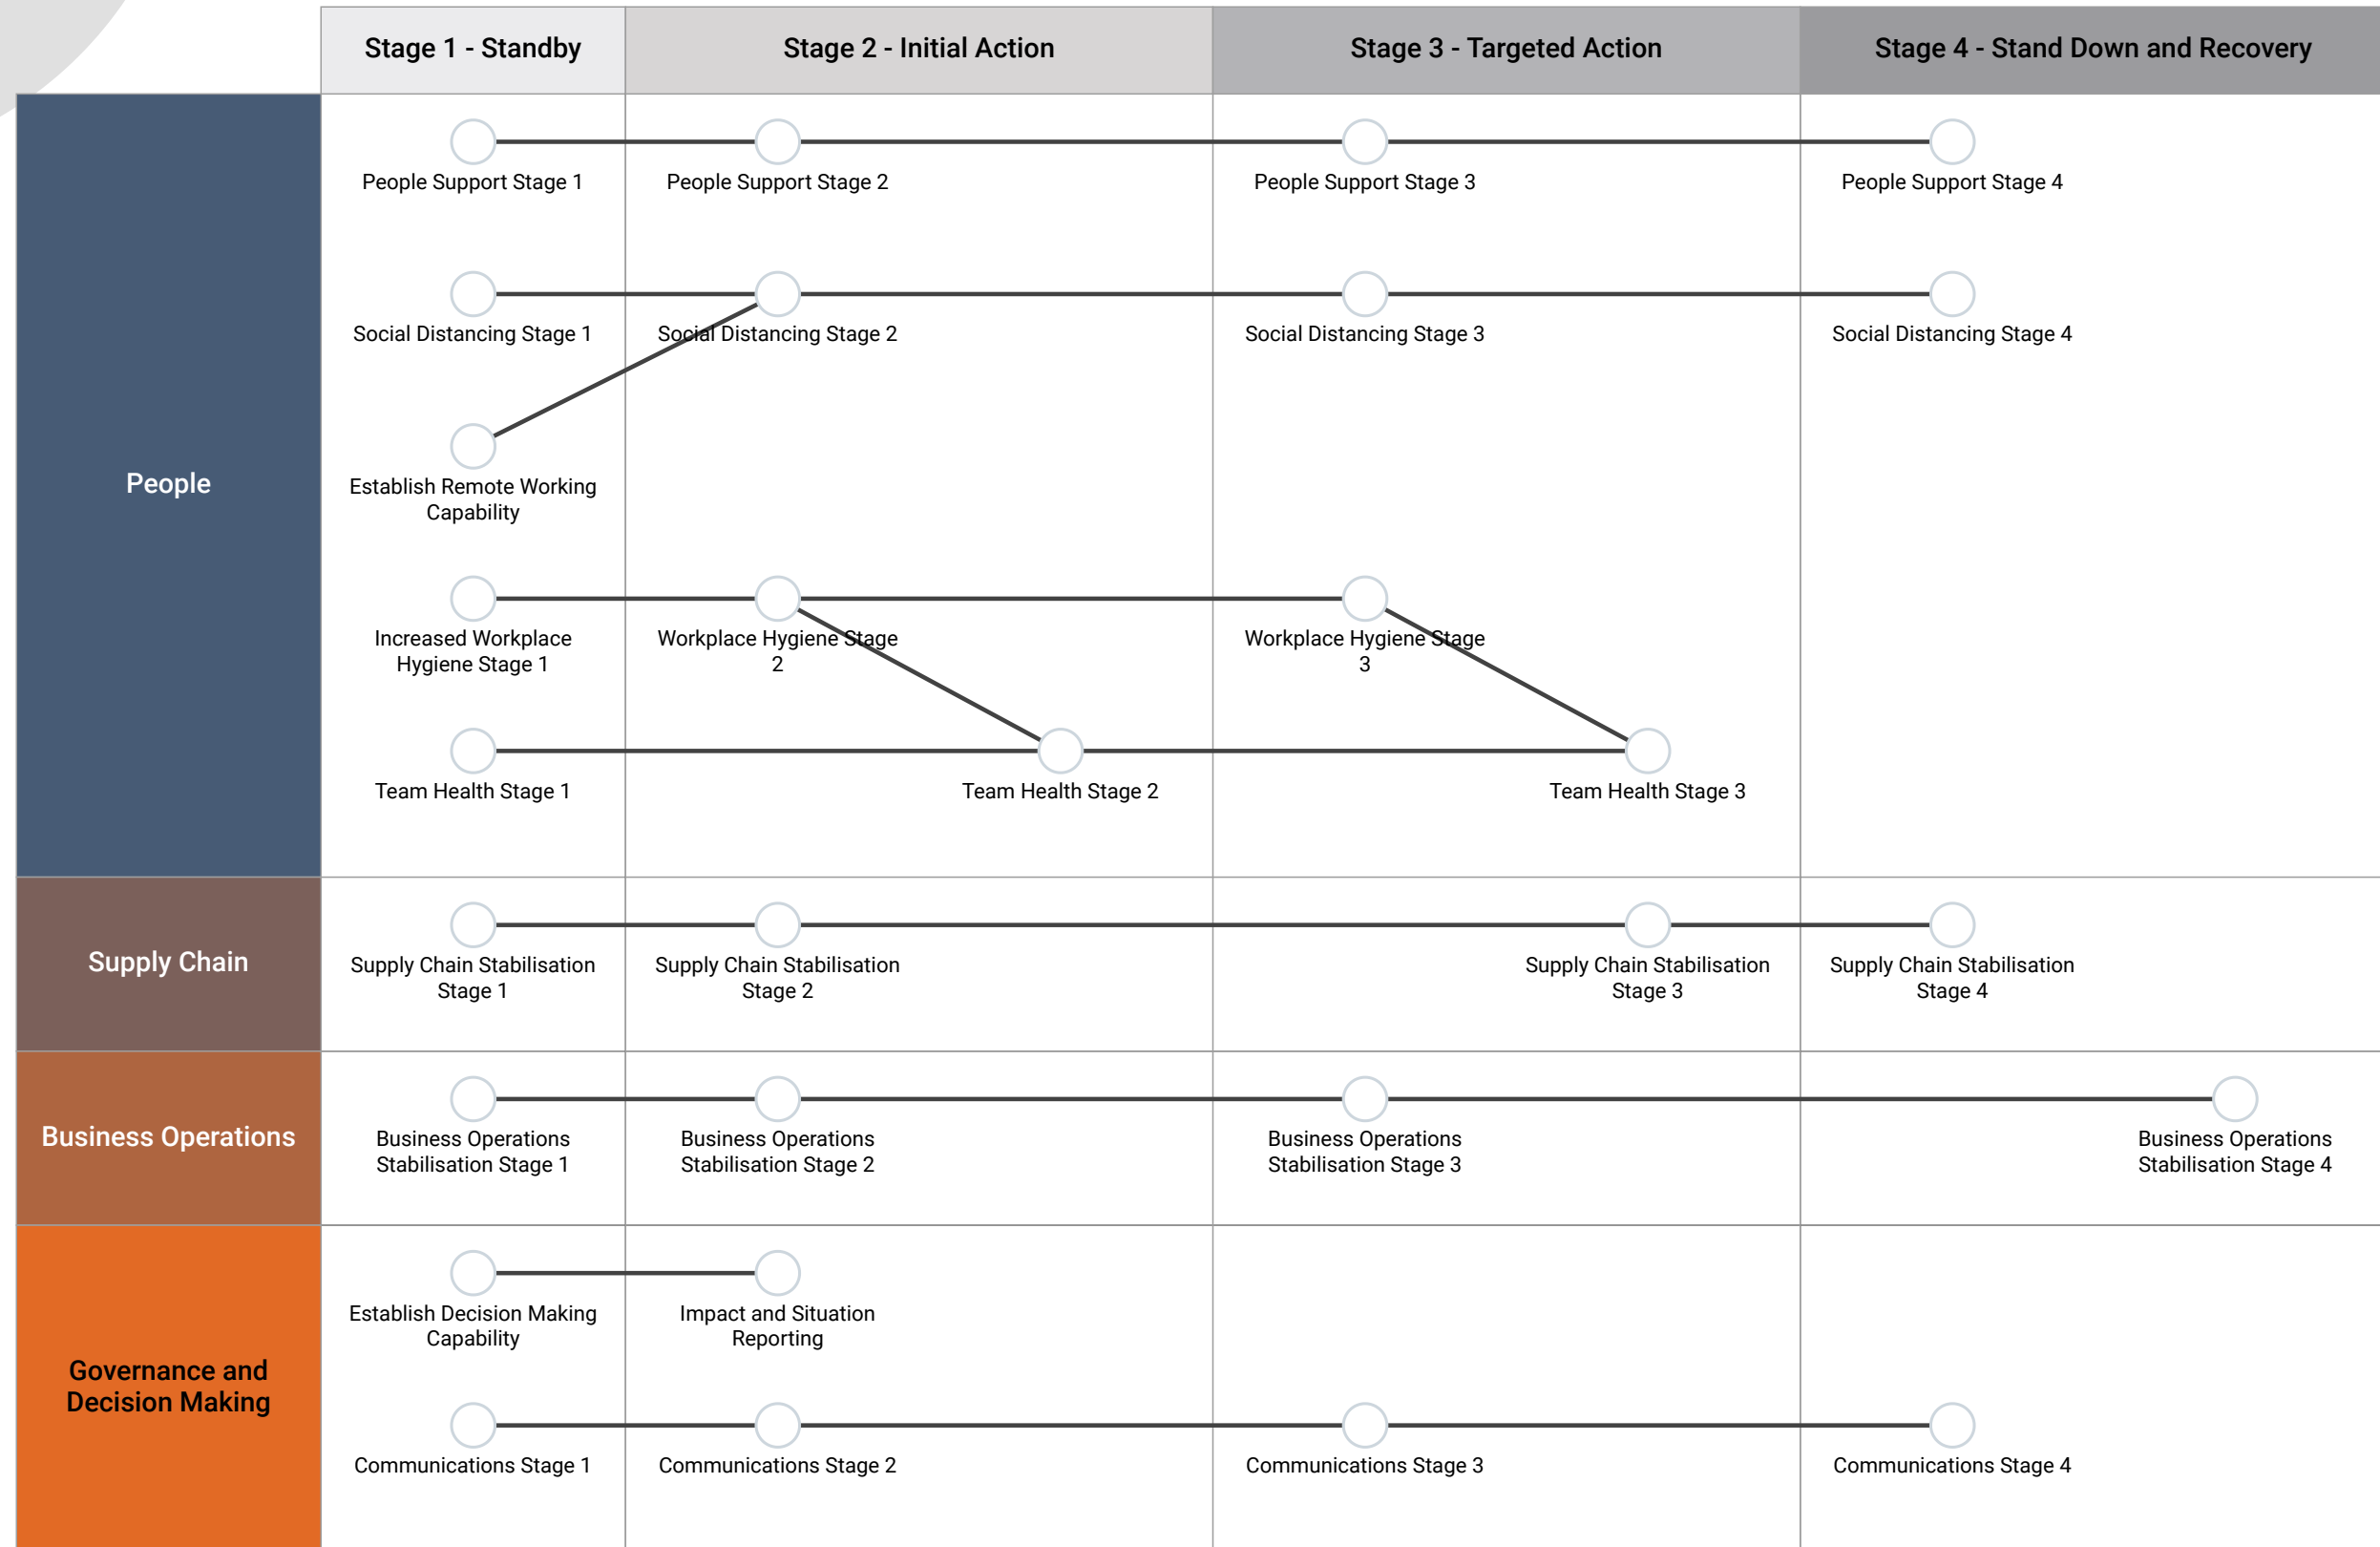 Stage 1 - Standby
Stage 2 - Initial Action
Stage 3 - Targeted Action
Stage 4 - Stand Down and Recovery
People
People Support Stage 1
People Support Stage 2
People Support Stage 3
People Support Stage 4
Social Distancing Stage 1
Social Distancing Stage 2
Social Distancing Stage 3
Social Distancing Stage 4
Establish Remote Working
Capability
Increased Workplace
Hygiene Stage 1
Workplace Hygiene Stage
2
Workplace Hygiene Stage
3
Team Health Stage 1
Team Health Stage 2
Team Health Stage 3
Supply Chain
Supply Chain Stabilisation
Stage 1
Supply Chain Stabilisation
Stage 2
Supply Chain Stabilisation
Stage 3
Supply Chain Stabilisation
Stage 4
Business Operations
Business Operations
Stabilisation Stage 1
Business Operations
Stabilisation Stage 2
Business Operations
Stabilisation Stage 3
Business Operations
Stabilisation Stage 4
Governance and
Decision Making
Establish Decision Making
Capability
Impact and Situation
Reporting
Communications Stage 1
Communications Stage 2
Communications Stage 3
Communications Stage 4